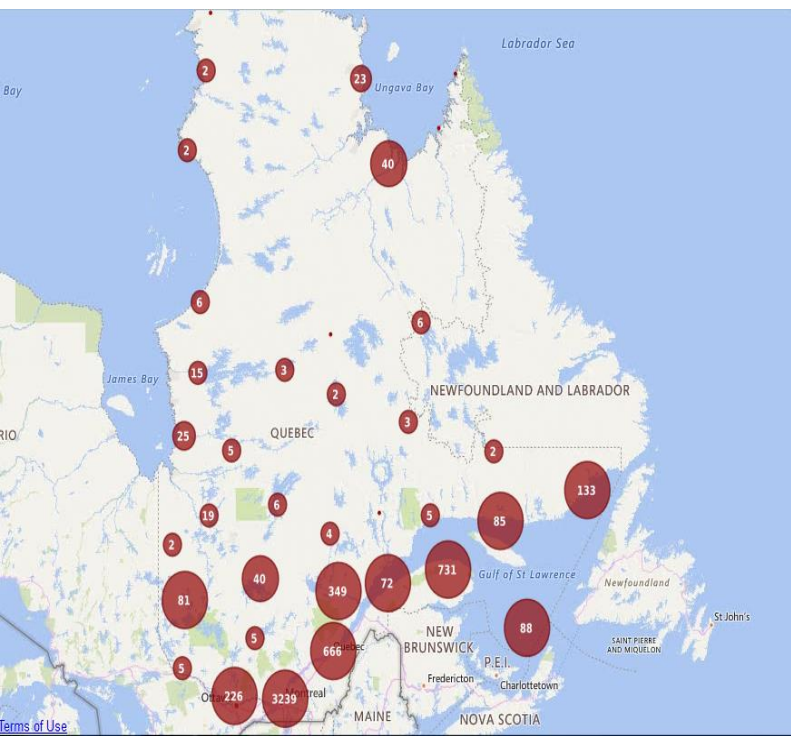 Labrador Sea
2
23
Bay
Ungava Bay
2
40
6
6
15
3
James Bay
2
NEWFOUNDLAND AND LABRADOR
3
25
QUEBEC
RIO
5
2
133
6
19
5
85
4
2
731
Gulf of St Lawrence
40
72
Newfoundland
349
81
St John's
88
5
NEW
BRUNSWICK
SAINT PIERRE
AND MIQUELON
666
Quebec
P.E.I.
5
Fredericton
Charlottetown
Ottaw
226
3239
Montreal
MAINE
NOVA SCOTIA
Terms of Use